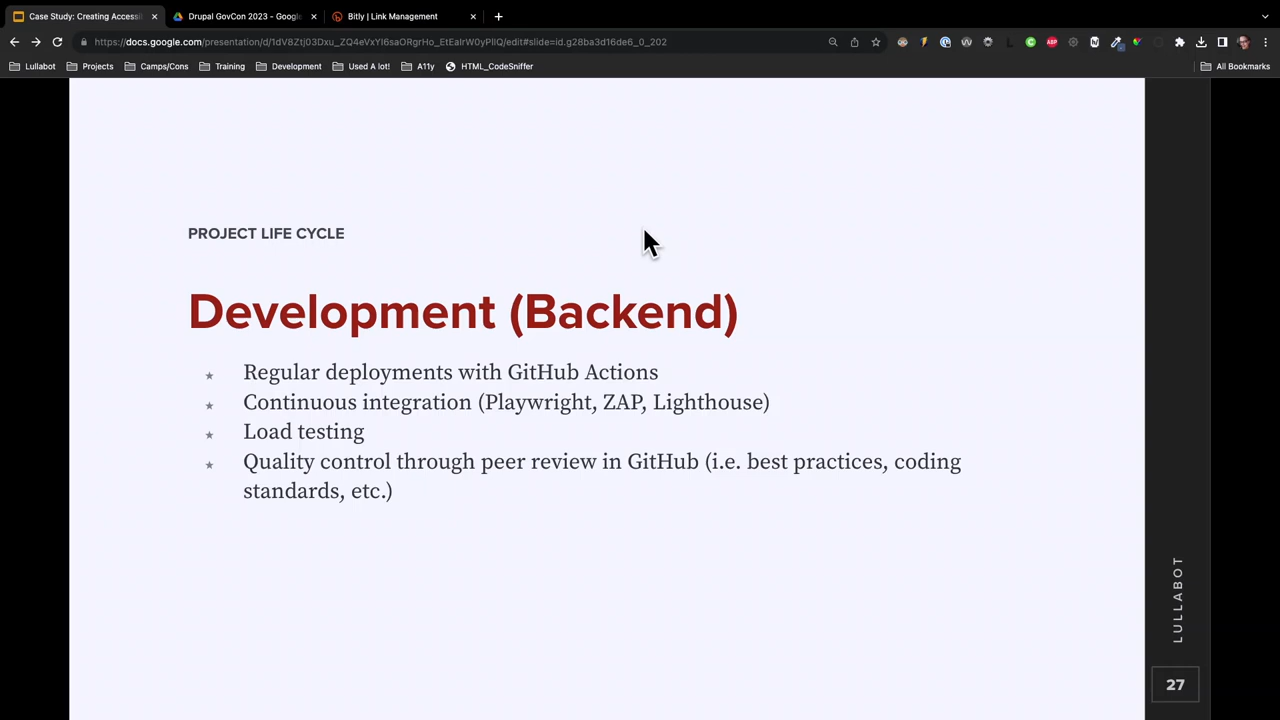 Case Study: Creating Accessi
Drupal GovCon 2023 - Google
Bitly | Link Management
https://docs.google.com/presentation/d/1dV8Ztj03Dxu_ZQ4eVxYI6saORgrHo_EtEaIrW0yPlIQ/edit#slide=id.g28ba3d16de6_0_202
Lullabot
Projects
Camps/Cons
Training
Development
Used A lot!
A11y
HTML_CodeSniffer
All Bookmarks
PROJECT LIFE CYCLE
Development (Backend)
Regular deployments with GitHub Actions
Continuous integration (Playwright, ZAP, Lighthouse)
Load testing
Quality control through peer review in GitHub (i.e. best practices, coding
standards, etc.)
LULLABOT
27